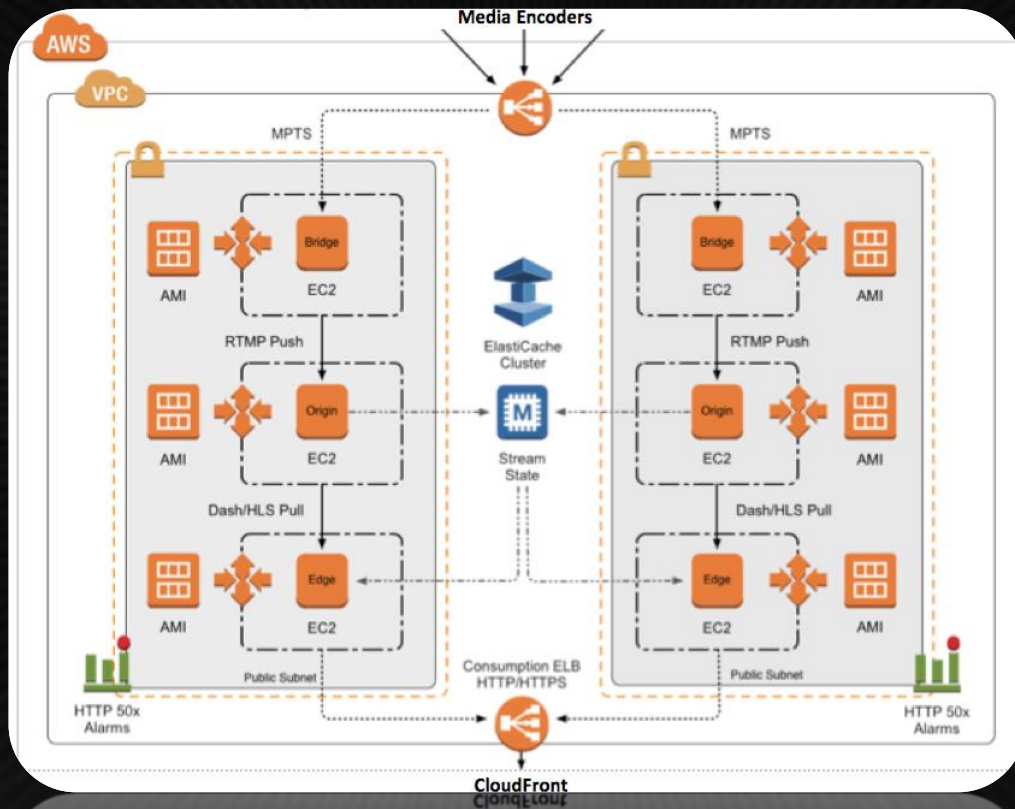 Media Encoders
AWS
VPC
MPTS
MPTS
Bridge
EC2
AMI
Bridge
EC2
AMI
RTMP Push
ElastiCache
Cluster
RTMP Push
Origin
EC2
AMI
M
Stream
State
Origin
EC2
AMI
Dash/HLS Pull
Dash/HLS Pull
Edge
EC2
AMI
Edge
EC2
AMI
Public Subnet
Consumption ELB
HTTP/HTTPS
Public Subnet
HTTP 50x
Alarms
HTTP 50x
Alarms
CloudFront